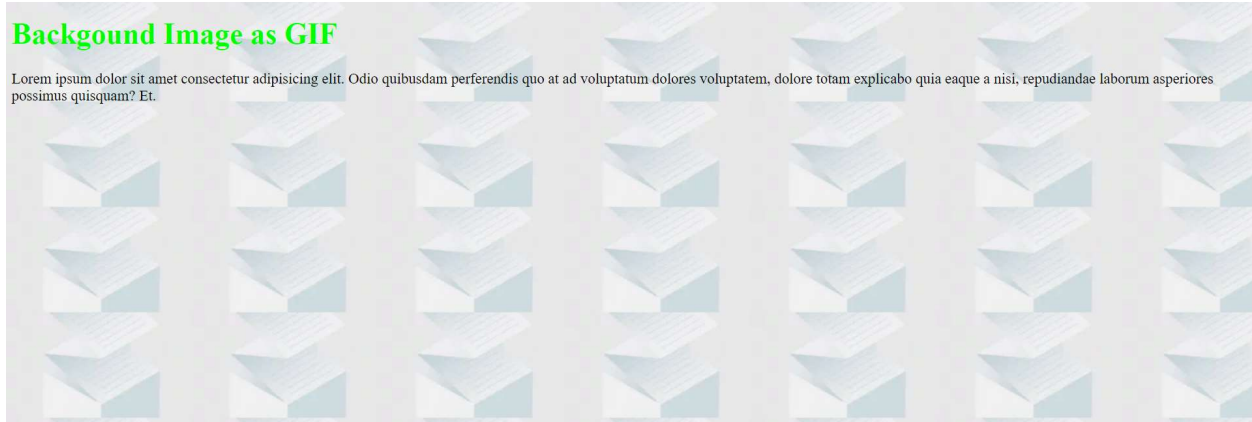 Backgound Image as GIF
Lorem ipsum dolor sit amet consectetur adipisicing elit. Odio quibusdam perferendis quo at ad voluptatum dolores voluptatem, dolore totam explicabo quia eaque a nisi, repudiandae laborum asperiores
possimus quisquam? Et.